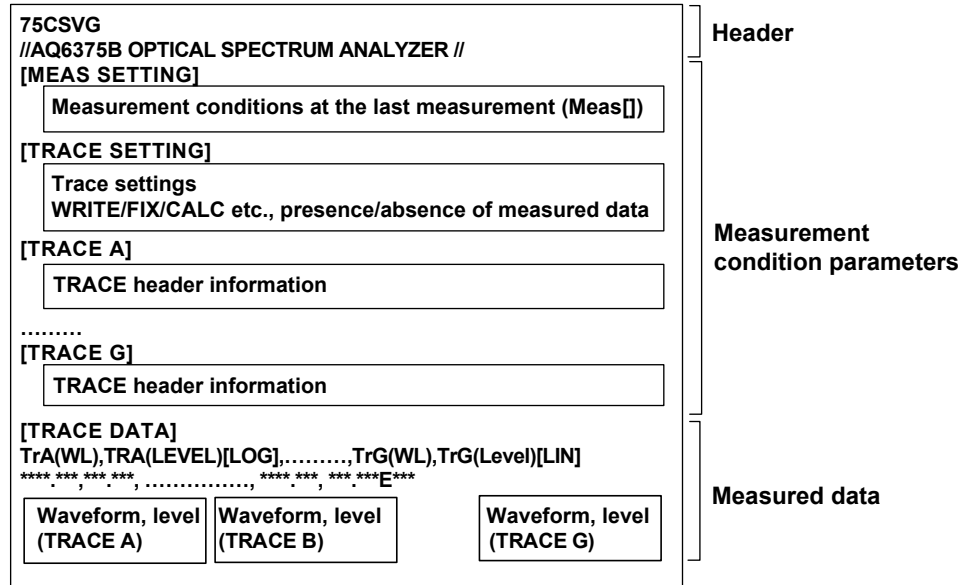 75CSVG
//AQ6375B OPTICAL SPECTRUM ANALYZER //
[MEAS SETTING]
Measurement conditions at the last measurement (Meas[])
[TRACE SETTING]
Trace settings
WRITE/FIX/CALC etc., presence/absence of measured data
[TRACE A]
TRACE header information
………
[TRACE G]
TRACE header information
[TRACE DATA]
TrA(WL),TRA(LEVEL)[LOG],………,TrG(WL),TrG(Level)[LIN]
****.***,***.***, ……………, ****.***, ***.***E***
Waveform, level
(TRACE A)
Waveform, level
(TRACE B)
Waveform, level
(TRACE G)
Header
Measurement
condition parameters
Measured data